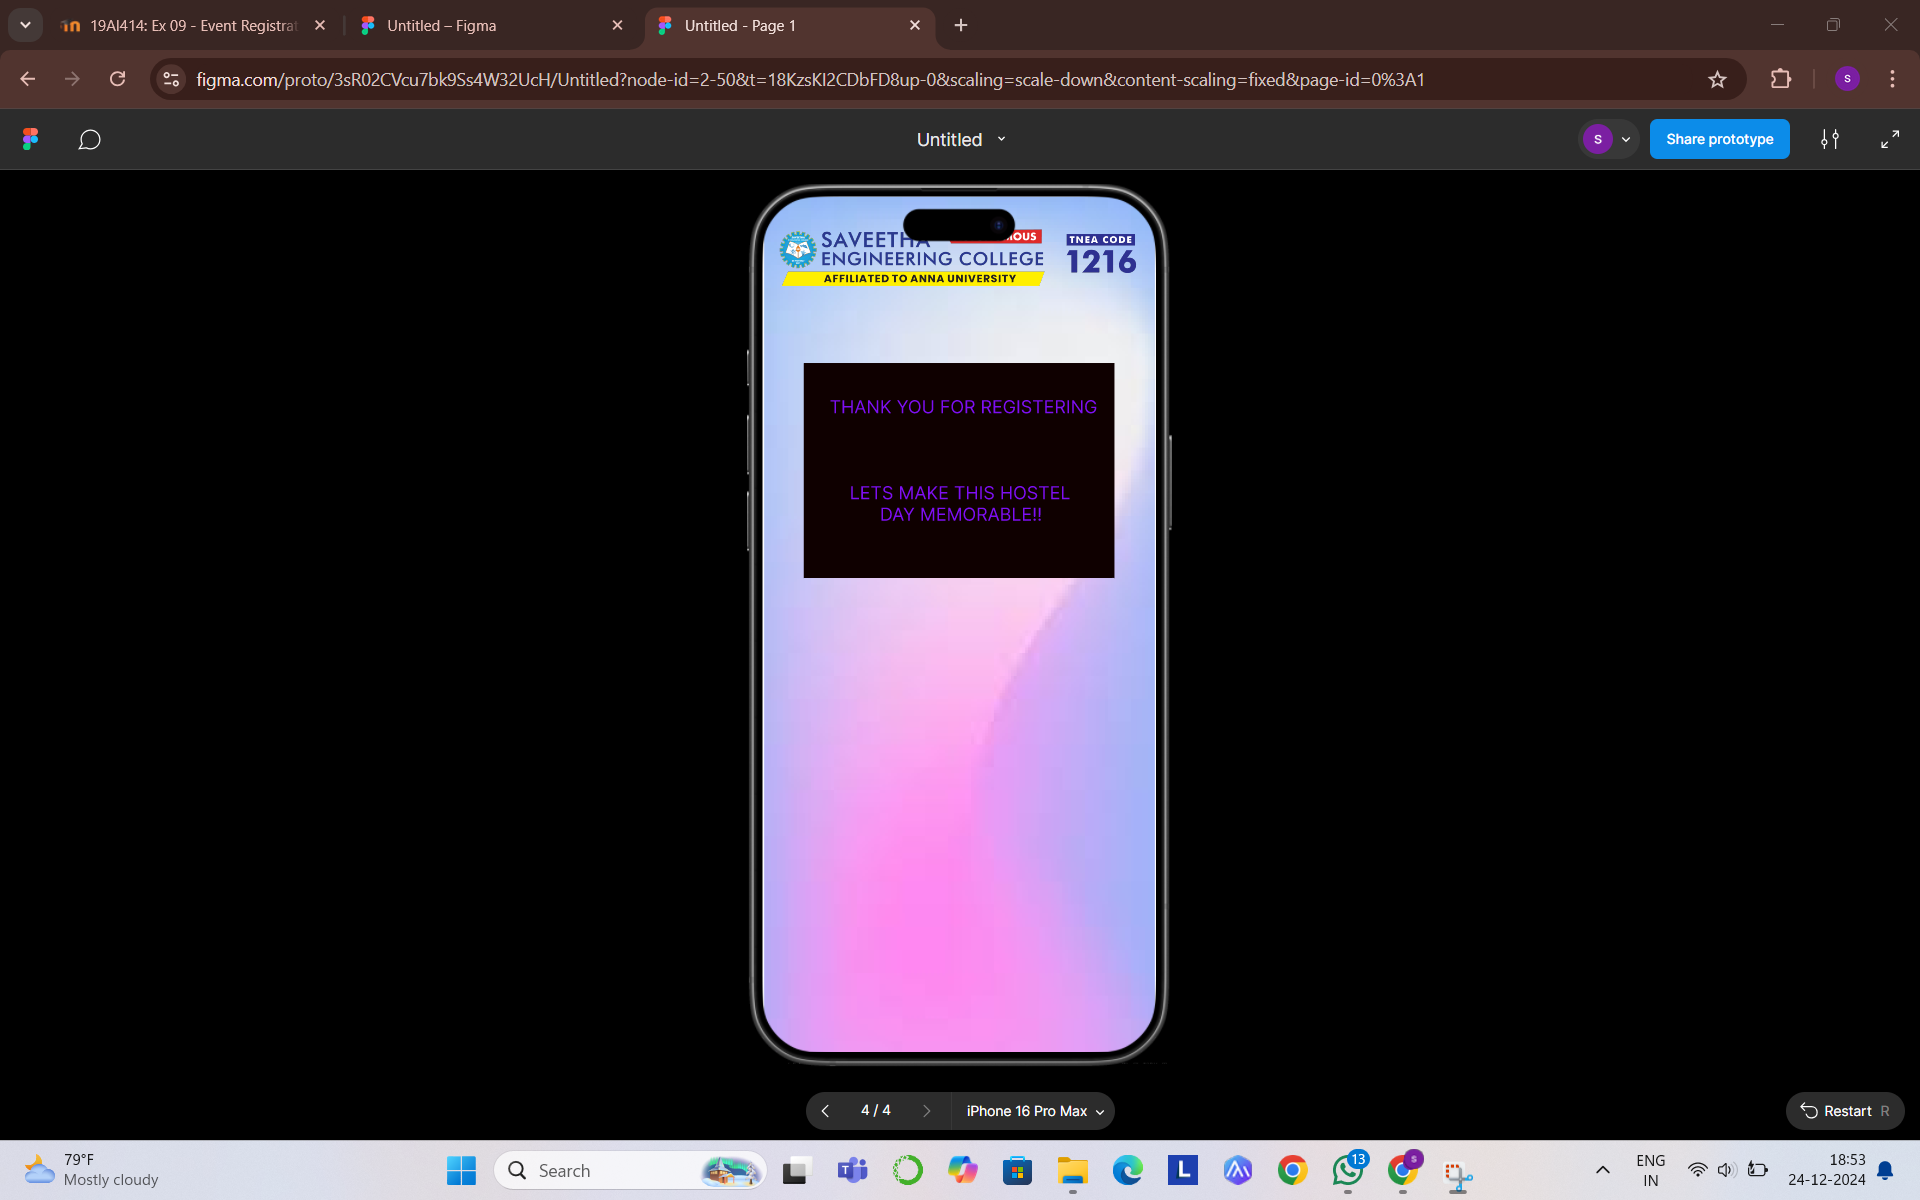 19AI414: Ex 09 - Event Registrat
Untitled – Figma
Untitled - Page 1
figma.com/proto/3sR02CVcu7bk9Ss4W32UcH/Untitled?node-id=2-50&t=18KzsKI2CDbFD8up-0&scaling=scale-down&content-scaling=fixed&page-id=0%3A1
S
Untitled
S
Share prototype
SAVEETHA
IOUS
ENGINEERING COLLEGE
AFFILIATED TO ANNA UNIVERSITY
TNEA CODE
1216
THANK YOU FOR REGISTERING
LETS MAKE THIS HOSTEL
DAY MEMORABLE!!
4 / 4
iPhone 16 Pro Max
Restart R
79°F
Mostly cloudy
Search
L
13
S
ENG
IN
18:53
24-12-2024